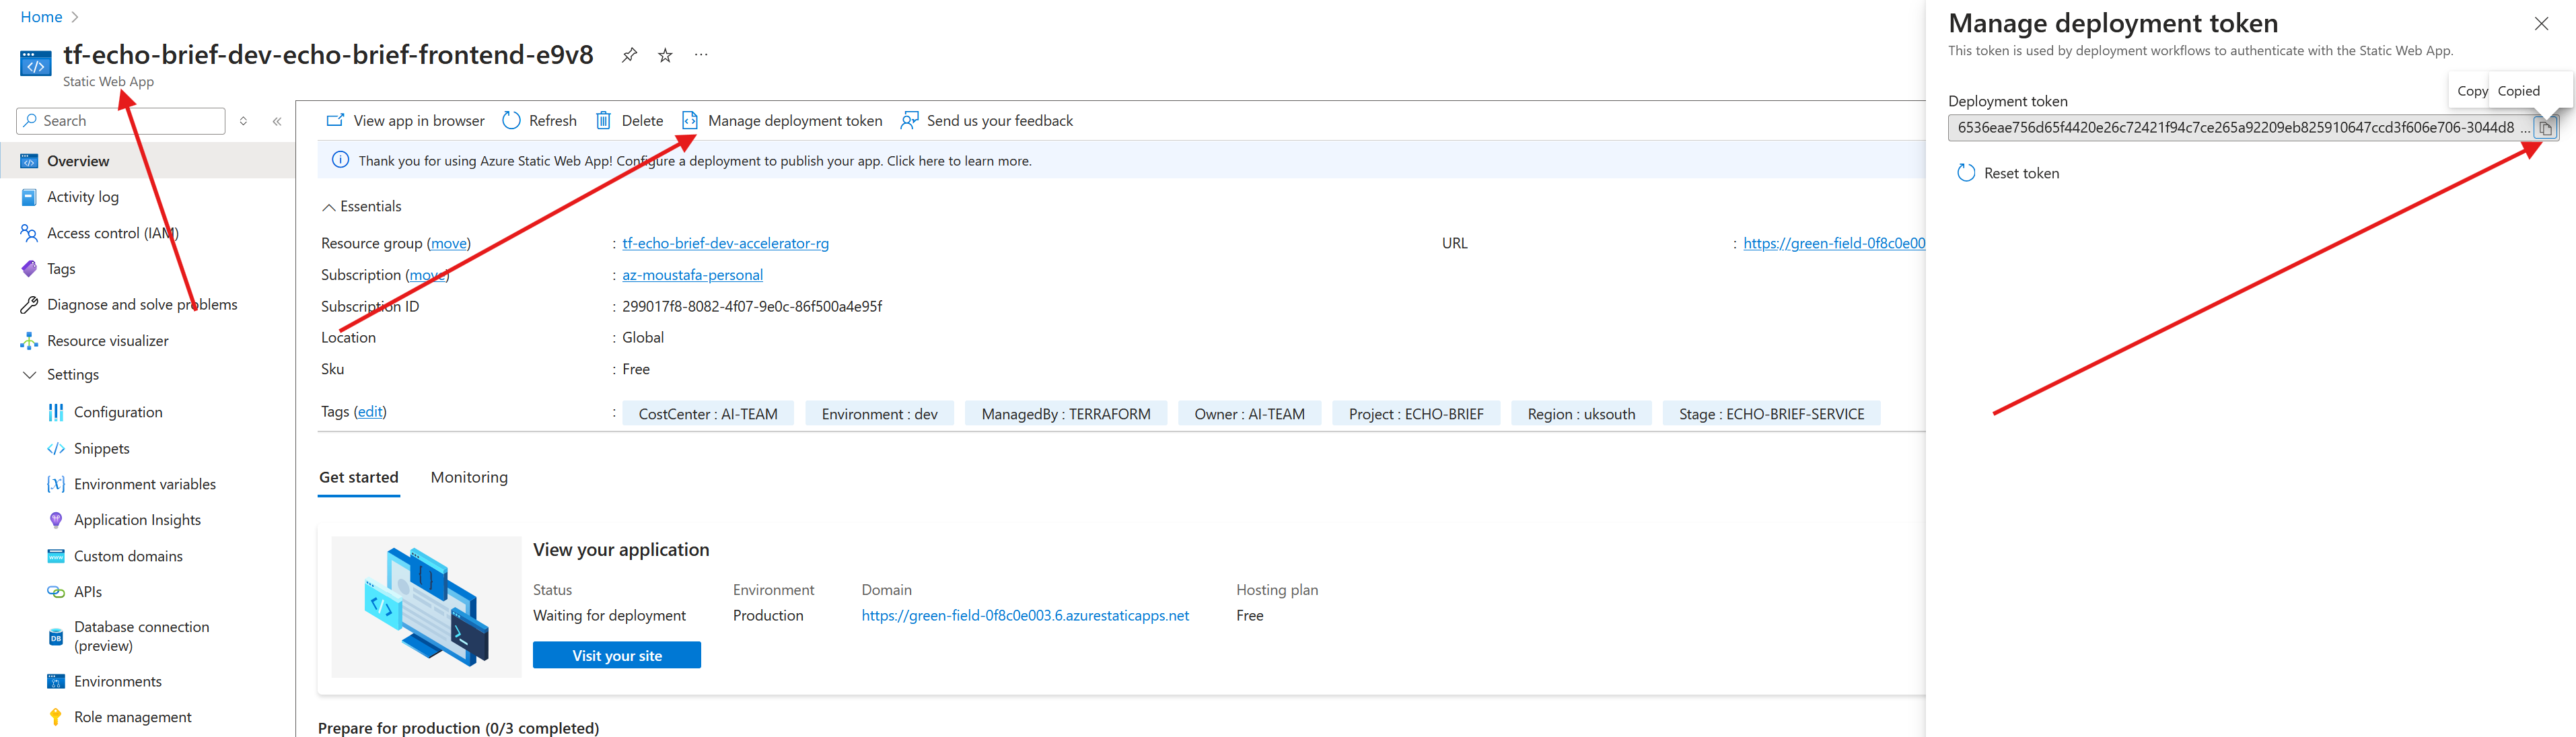 Home
tf-echo-brief-dev-echo-brief-frontend-e9v8
Static Web App
Search
Overview
Activity log
Access control (IAM)
Tags
Diagnose and solve problems
Resource visualizer
Settings
Configuration
Snippets
Environment variables
Application Insights
Custom domains
APIs
Database connection
(preview)
Environments
Role management
View app in browser Refresh Delete Manage deployment token Send us your feedback
Thank you for using Azure Static Web App! Configure a deployment to publish your app. Click here to learn more.
Essentials
Resource group (move) : tf-echo-brief-dev-accelerator-rg
Subscription (move) : az-moustafa-personal
Subscription ID : 299017f8-8082-4f07-9e0c-86f500a4e95f
Location : Global
Sku : Free
URL : https://green-field-0f8c0e00
Tags (edit) : CostCenter : AI-TEAM Environment : dev ManagedBy : TERRAFORM Owner : AI-TEAM Project : ECHO-BRIEF Region : uksouth Stage : ECHO-BRIEF-SERVICE
Get started Monitoring
View your application
Status Environment Domain Hosting plan
Waiting for deployment Production https://green-field-0f8c0e003.6.azurestaticapps.net Free
Visit your site
Prepare for production (0/3 completed)
Manage deployment token
This token is used by deployment workflows to authenticate with the Static Web App.
Copy Copied
Deployment token
6536eae756d65f4420e26c72421f94c7ce265a92209eb825910647ccd3f606e706-3044d8 ...
Reset token